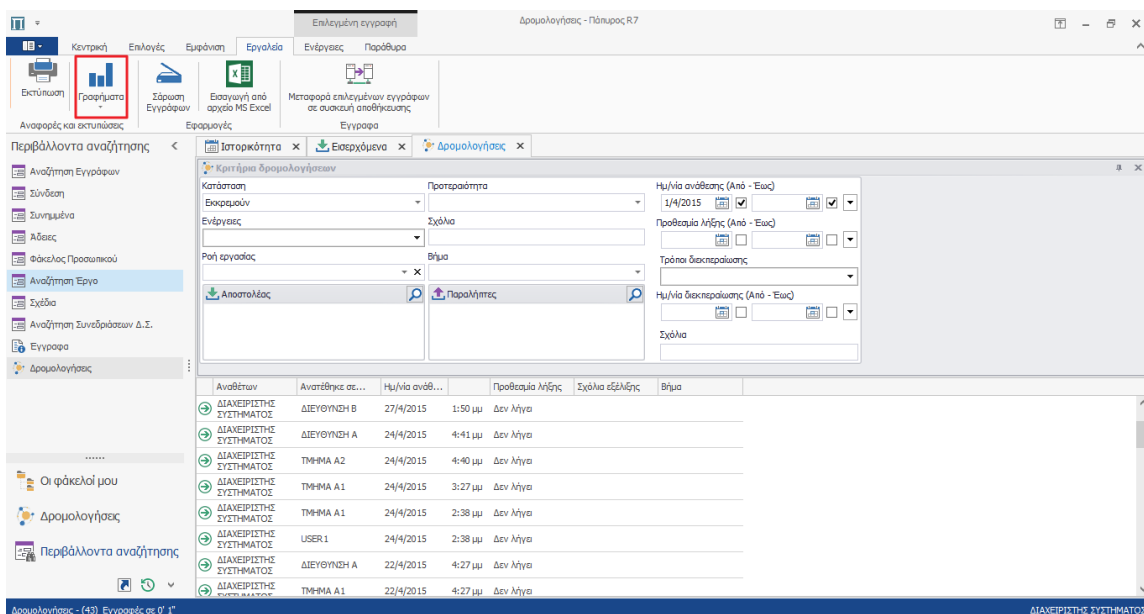 Επιλεγμένη εγγραφή
Δρομολογήσεις - Πάπυρος R7
Κεντρική Επιλογές Εμφάνιση Εργαλεία Ενέργειες Παράθυρα
Εκτύπωση
Γραφήματα
Σάρωση Εγγράφων
Εισαγωγή από αρχείο MS Excel
Μεταφορά επιλεγμένων εγγράφων σε συσκευή αποθήκευσης
Αναφορές και εκτυπώσεις Εφαρμογές Έγγραφα
Περιβάλλοντα αναζήτησης
Αναζήτηση Εγγράφων
Σύνδεση
Συνημμένα
Άδειες
Φάκελος Προσωπικού
Αναζήτηση Έργο
Σχέδια
Αναζήτηση Συνεδριάσεων Δ.Σ.
Έγγραφα
Δρομολογήσεις
Οι φάκελοί μου
Δρομολογήσεις
Περιβάλλοντα αναζήτησης
Ιστορικότητα Εισερχόμενα Δρομολογήσεις
Κριτήρια δρομολογήσεων
Κατάσταση Προτεραιότητα Ημ/νία ανάθεσης (Από - Έως)
Εκκρεμούν 1/4/2015
Ενέργειες Σχόλια Προθεσμία λήξης (Από - Έως)
Ροή εργασίας Βήμα Τρόποι διεκπεραίωσης
Αποστολέας Παραλήπτες Ημ/νία διεκπεραίωσης (Από - Έως)
Σχόλια
Αναθέτων Ανατέθηκε σε... Ημ/νία ανάθ... Προθεσμία λήξης Σχόλια εξέλιξης Βήμα
ΔΙΑΧΕΙΡΙΣΤΗΣ ΣΥΣΤΗΜΑΤΟΣ ΔΙΕΥΘΥΝΣΗ Β 27/4/2015 1:50 μμ Δεν λήγει
ΔΙΑΧΕΙΡΙΣΤΗΣ ΣΥΣΤΗΜΑΤΟΣ ΔΙΕΥΘΥΝΣΗ Α 24/4/2015 4:41 μμ Δεν λήγει
ΔΙΑΧΕΙΡΙΣΤΗΣ ΣΥΣΤΗΜΑΤΟΣ ΤΜΗΜΑ Α2 24/4/2015 4:40 μμ Δεν λήγει
ΔΙΑΧΕΙΡΙΣΤΗΣ ΣΥΣΤΗΜΑΤΟΣ ΤΜΗΜΑ Α1 24/4/2015 3:27 μμ Δεν λήγει
ΔΙΑΧΕΙΡΙΣΤΗΣ ΣΥΣΤΗΜΑΤΟΣ ΤΜΗΜΑ Α1 24/4/2015 2:38 μμ Δεν λήγει
ΔΙΑΧΕΙΡΙΣΤΗΣ ΣΥΣΤΗΜΑΤΟΣ USER1 24/4/2015 2:38 μμ Δεν λήγει
ΔΙΑΧΕΙΡΙΣΤΗΣ ΣΥΣΤΗΜΑΤΟΣ ΔΙΕΥΘΥΝΣΗ Α 22/4/2015 4:27 μμ Δεν λήγει
ΔΙΑΧΕΙΡΙΣΤΗΣ ΣΥΣΤΗΜΑΤΟΣ ΤΜΗΜΑ Α1 22/4/2015 4:27 μμ Δεν λήγει
Δρομολογήσεις - (43) Εγγραφές σε 0' 1" ΔΙΑΧΕΙΡΙΣΤΗΣ ΣΥΣΤΗΜΑΤΟΣ